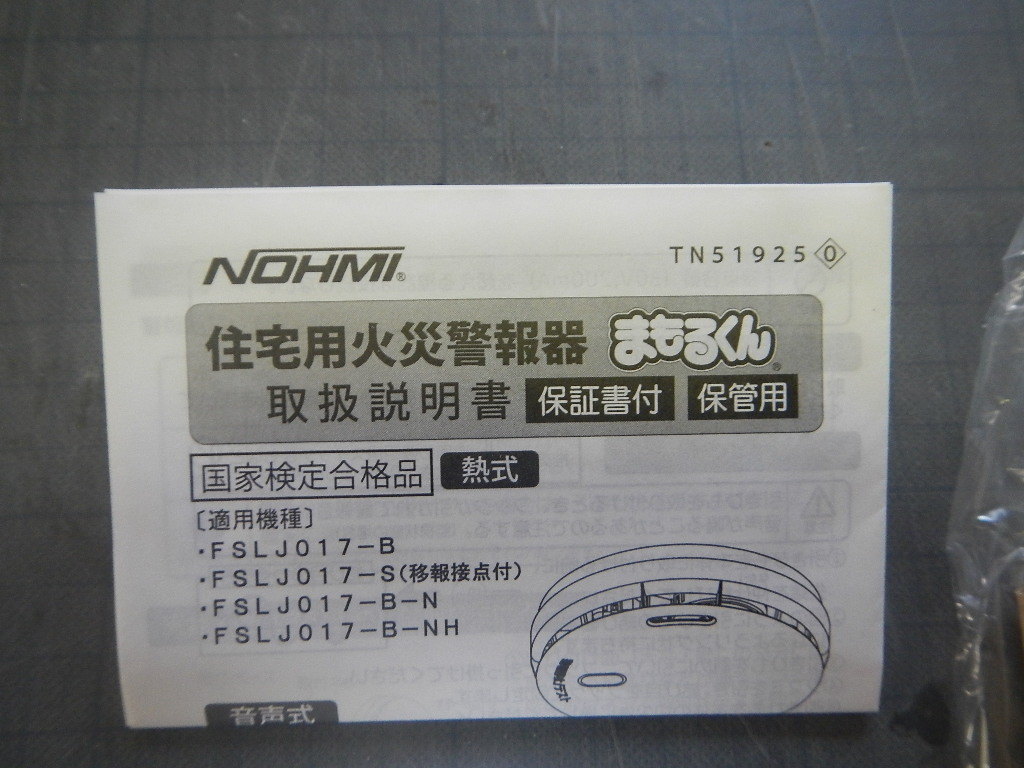 NOHMI®
TN51925 0
住宅用火災警報器 まもるくん®
取扱説明書 保証書付 保管用
国家検定合格品 熱式
〔適用機種〕
・FSLJ017-B
・FSLJ017-S(移報接点付)
・FSLJ017-B-N
・FSLJ017-B-NH
音声式